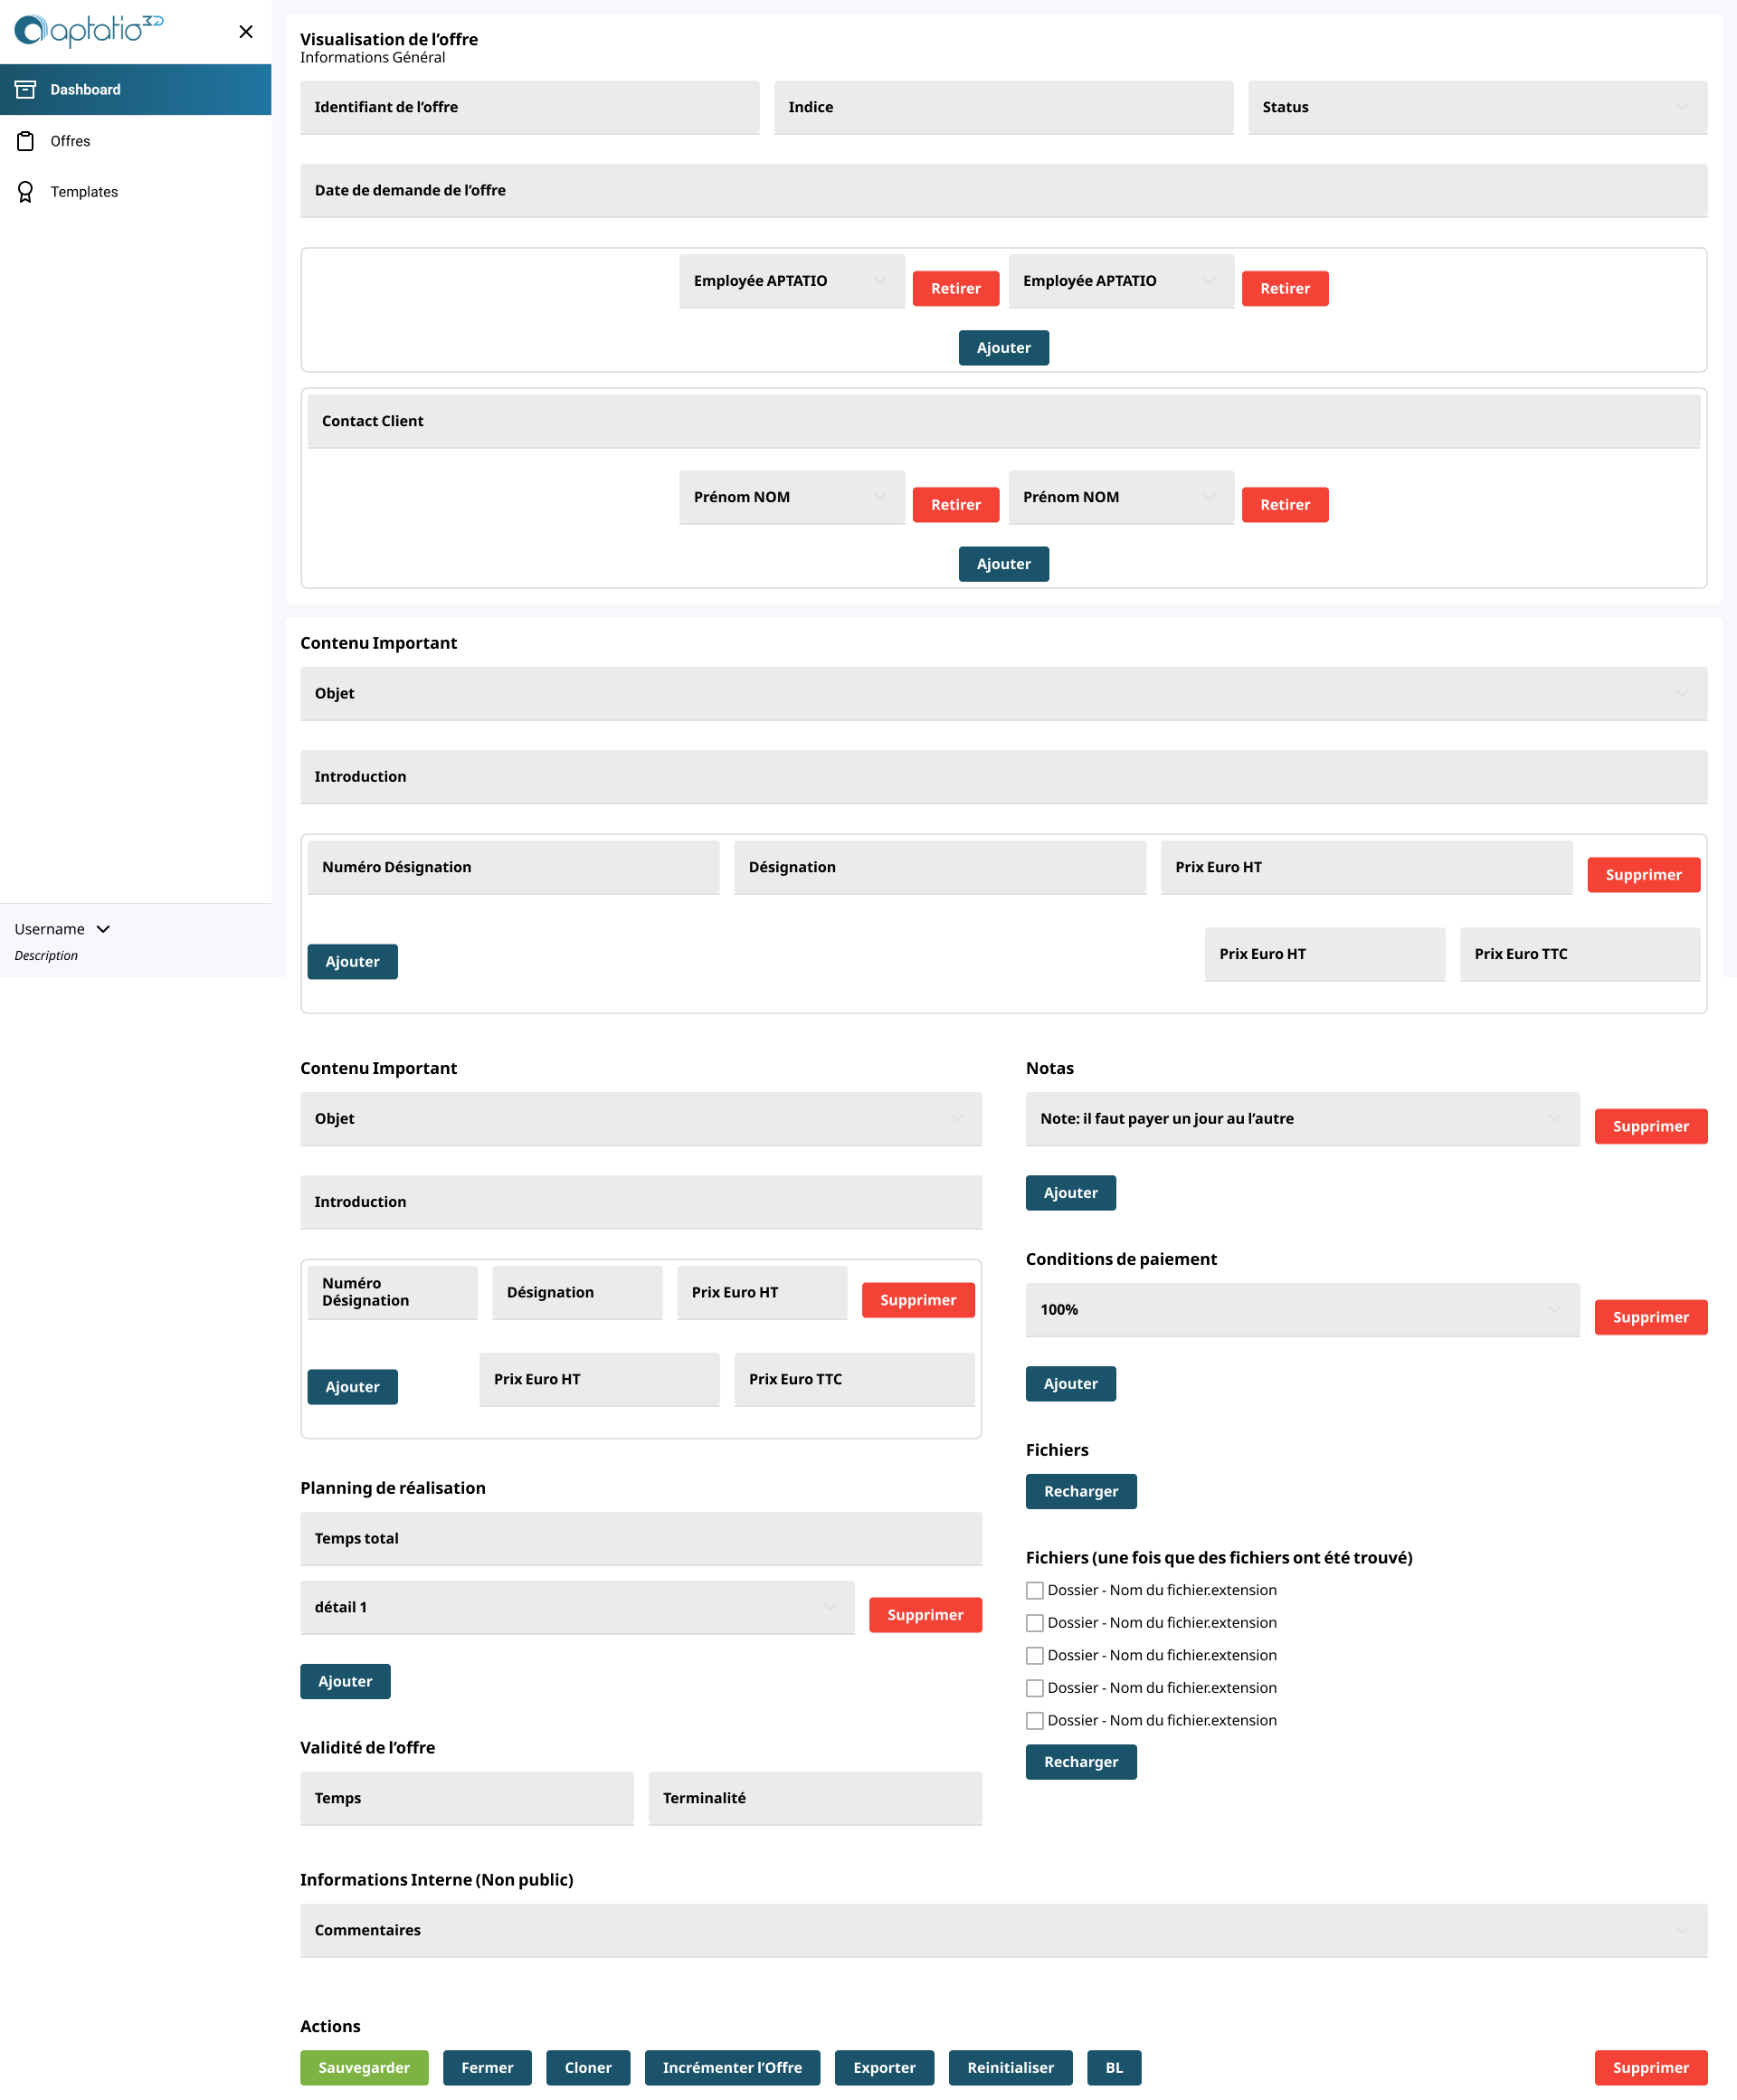 aptatio
Dashboard
Offres
Templates
Username
Description
Visualisation de l’offre
Informations Général
Identifiant de l’offre
Indice
Status
Date de demande de l’offre
Employée APTATIO
Retirer
Employée APTATIO
Retirer
Ajouter
Contact Client
Prénom NOM
Retirer
Prénom NOM
Retirer
Ajouter
Contenu Important
Objet
Introduction
Numéro Désignation
Désignation
Prix Euro HT
Supprimer
Ajouter
Prix Euro HT
Prix Euro TTC
Contenu Important
Objet
Introduction
Numéro
Désignation
Désignation
Prix Euro HT
Supprimer
Ajouter
Prix Euro HT
Prix Euro TTC
Planning de réalisation
Temps total
détail 1
Supprimer
Ajouter
Validité de l’offre
Temps
Terminalité
Notas
Note: il faut payer un jour au l’autre
Supprimer
Ajouter
Conditions de paiement
100%
Supprimer
Ajouter
Fichiers
Recharger
Fichiers (une fois que des fichiers ont été trouvé)
Dossier - Nom du fichier.extension
Dossier - Nom du fichier.extension
Dossier - Nom du fichier.extension
Dossier - Nom du fichier.extension
Dossier - Nom du fichier.extension
Recharger
Informations Interne (Non public)
Commentaires
Actions
Sauvegarder
Fermer
Cloner
Incrémenter l’Offre
Exporter
Reinitialiser
BL
Supprimer